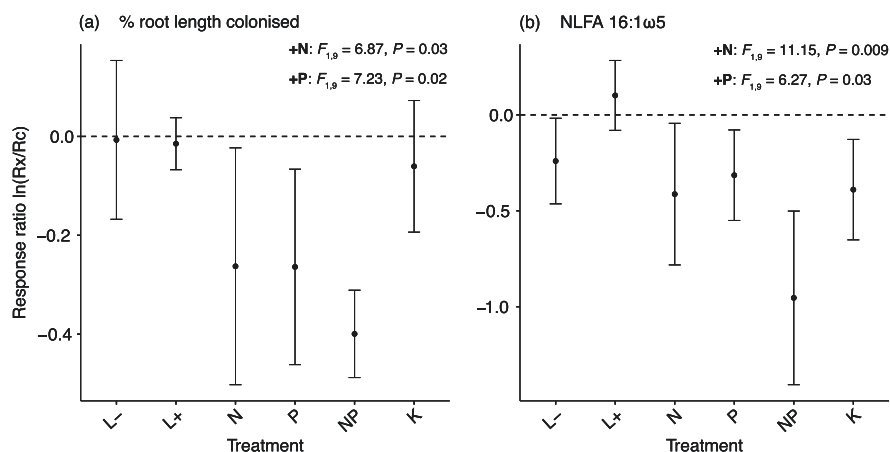 (a) % root length colonised
+N: F1,9 = 6.87, P = 0.03
+P: F1,9 = 7.23, P = 0.02
Response ratio ln(Rx/Rc)
0.0
−0.2
−0.4
L−
L+
N
P
NP
K
Treatment
(b) NLFA 16:1ω5
+N: F1,9 = 11.15, P = 0.009
+P: F1,9 = 6.27, P = 0.03
0.0
−0.5
−1.0
L−
L+
N
P
NP
K
Treatment